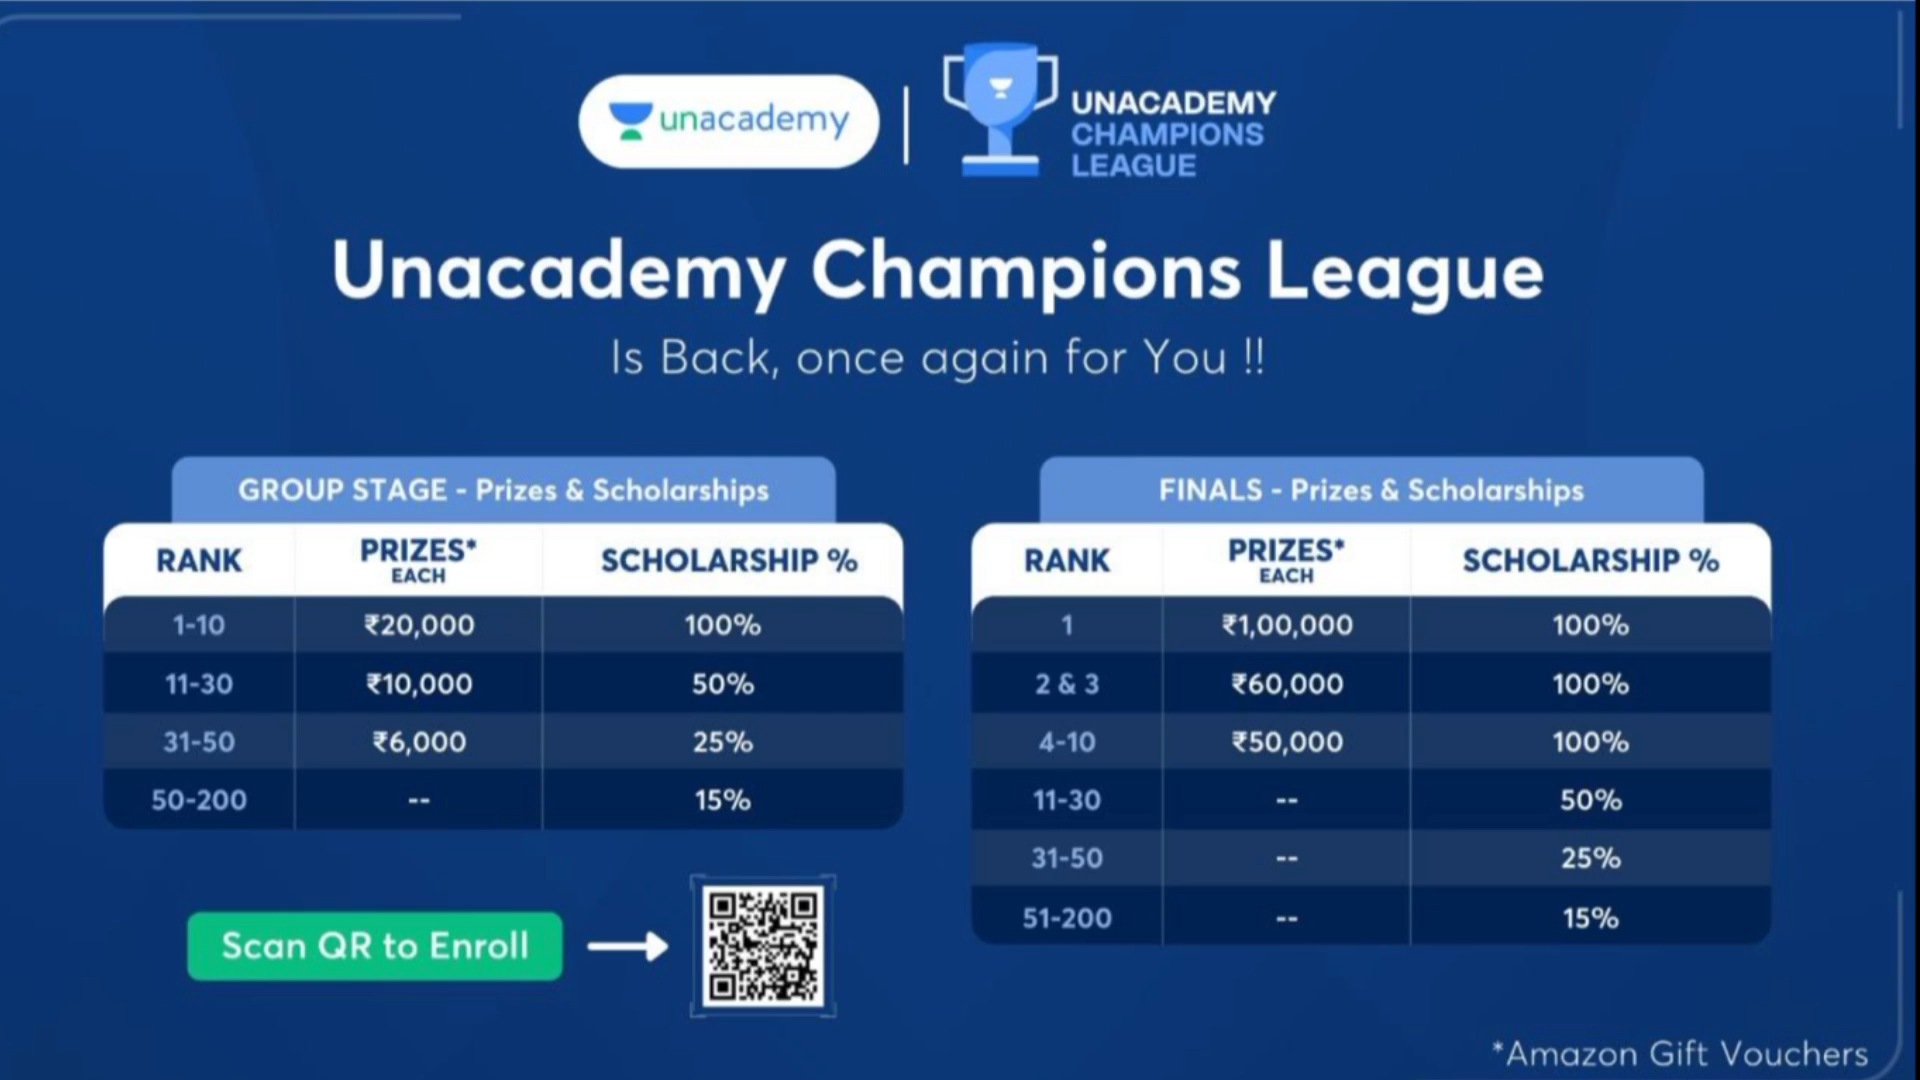 unacademy
UNACADEMY
CHAMPIONS
LEAGUE
Unacademy Champions League
Is Back, once again for You !!
GROUP STAGE - Prizes & Scholarships
RANK PRIZES* EACH SCHOLARSHIP %
1-10 ₹20,000 100%
11-30 ₹10,000 50%
31-50 ₹6,000 25%
50-200 -- 15%
Scan QR to Enroll
FINALS - Prizes & Scholarships
RANK PRIZES* EACH SCHOLARSHIP %
1 ₹1,00,000 100%
2 & 3 ₹60,000 100%
4-10 ₹50,000 100%
11-30 -- 50%
31-50 -- 25%
51-200 -- 15%
*Amazon Gift Vouchers